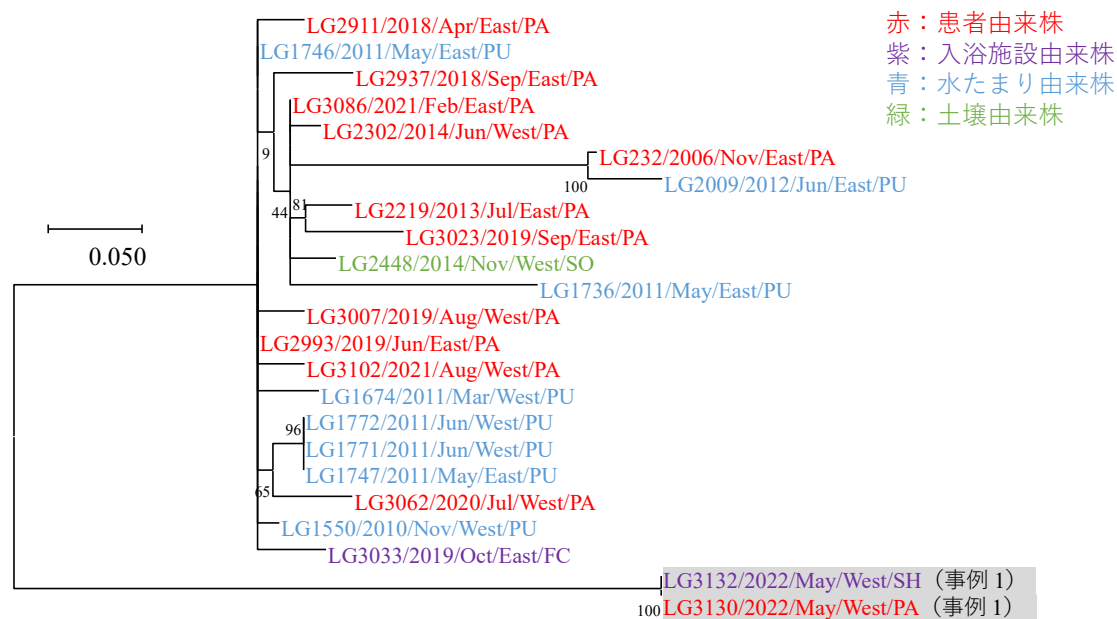 LG2911/2018/Apr/East/PA
LG1746/2011/May/East/PU
LG2937/2018/Sep/East/PA
LG3086/2021/Feb/East/PA
LG2302/2014/Jun/West/PA
9
LG232/2006/Nov/East/PA
100
LG2009/2012/Jun/East/PU
81
44
LG2219/2013/Jul/East/PA
LG3023/2019/Sep/East/PA
LG2448/2014/Nov/West/SO
LG1736/2011/May/East/PU
LG3007/2019/Aug/West/PA
LG2993/2019/Jun/East/PA
LG3102/2021/Aug/West/PA
LG1674/2011/Mar/West/PU
96
LG1772/2011/Jun/West/PU
LG1771/2011/Jun/West/PU
LG1747/2011/May/East/PU
65
LG3062/2020/Jul/West/PA
LG1550/2010/Nov/West/PU
LG3033/2019/Oct/East/FC
LG3132/2022/May/West/SH（事例 1）
100
LG3130/2022/May/West/PA（事例 1）
0.050
赤：患者由来株
紫：入浴施設由来株
青：水たまり由来株
緑：土壌由来株